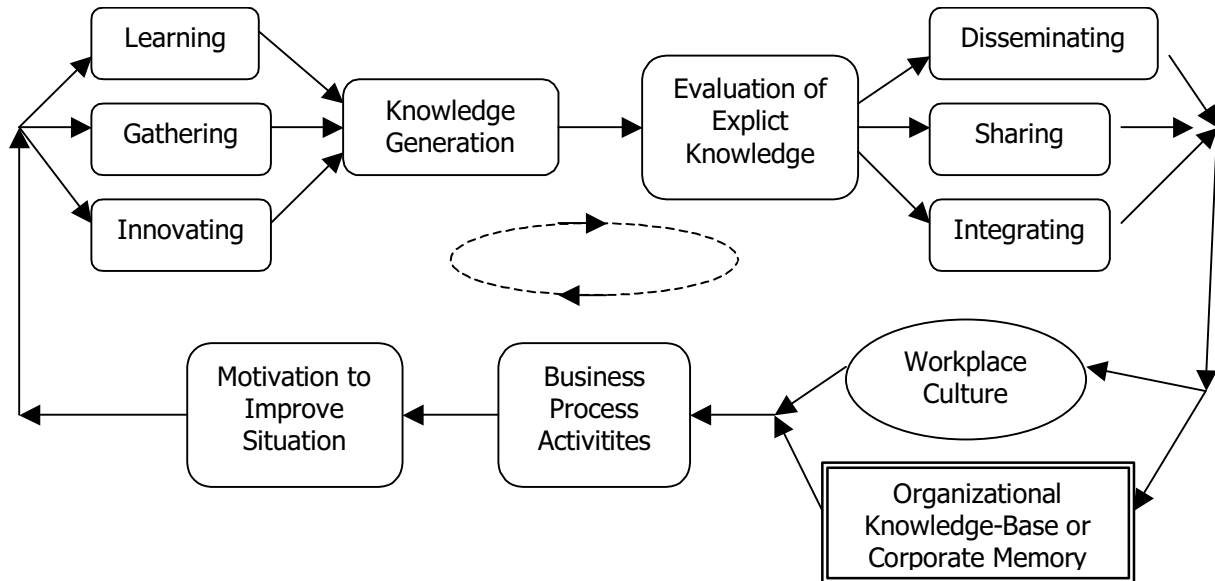 Learning
Gathering
Innovating
Knowledge
Generation
Evaluation of
Explict
Knowledge
Disseminating
Sharing
Integrating
Workplace
Culture
Organizational
Knowledge-Base or
Corporate Memory
Business
Process
Activitites
Motivation to
Improve
Situation